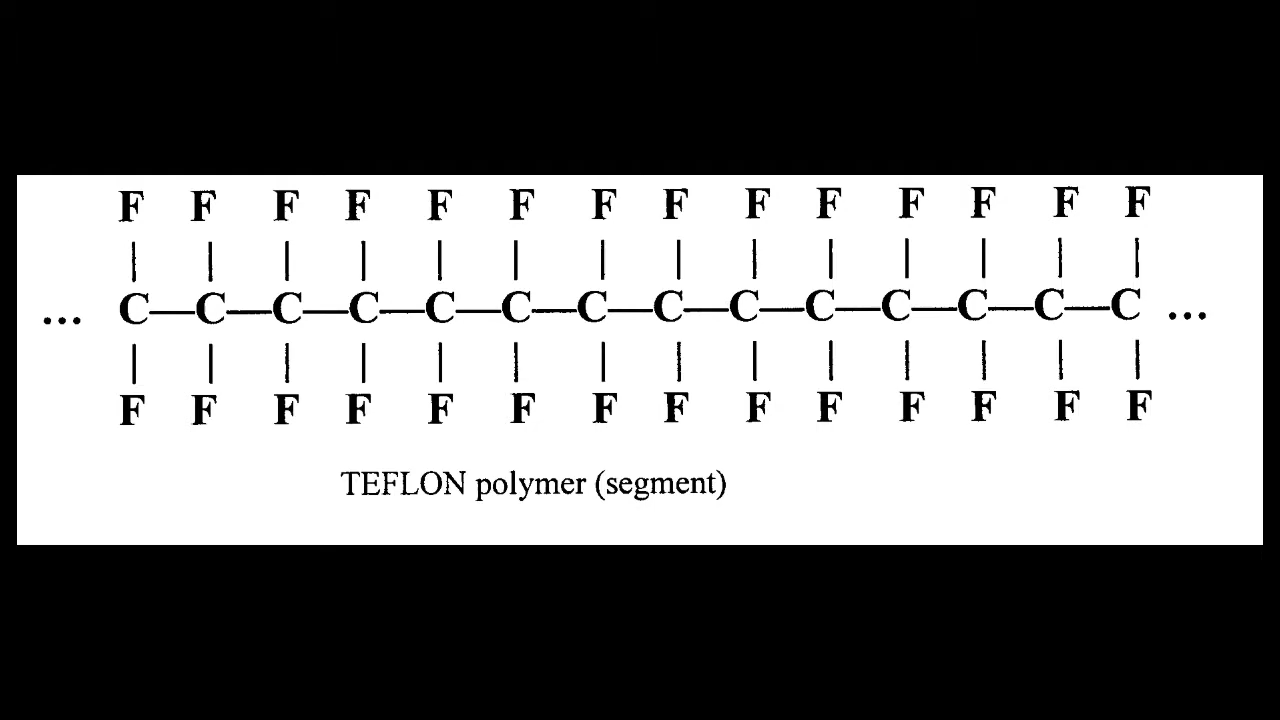 F F F F F F F F F F F F F F
| | | | | | | | | | | | | |
... C—C—C—C—C—C—C—C—C—C—C—C—C—C ...
| | | | | | | | | | | | | |
F F F F F F F F F F F F F F
TEFLON polymer (segment)